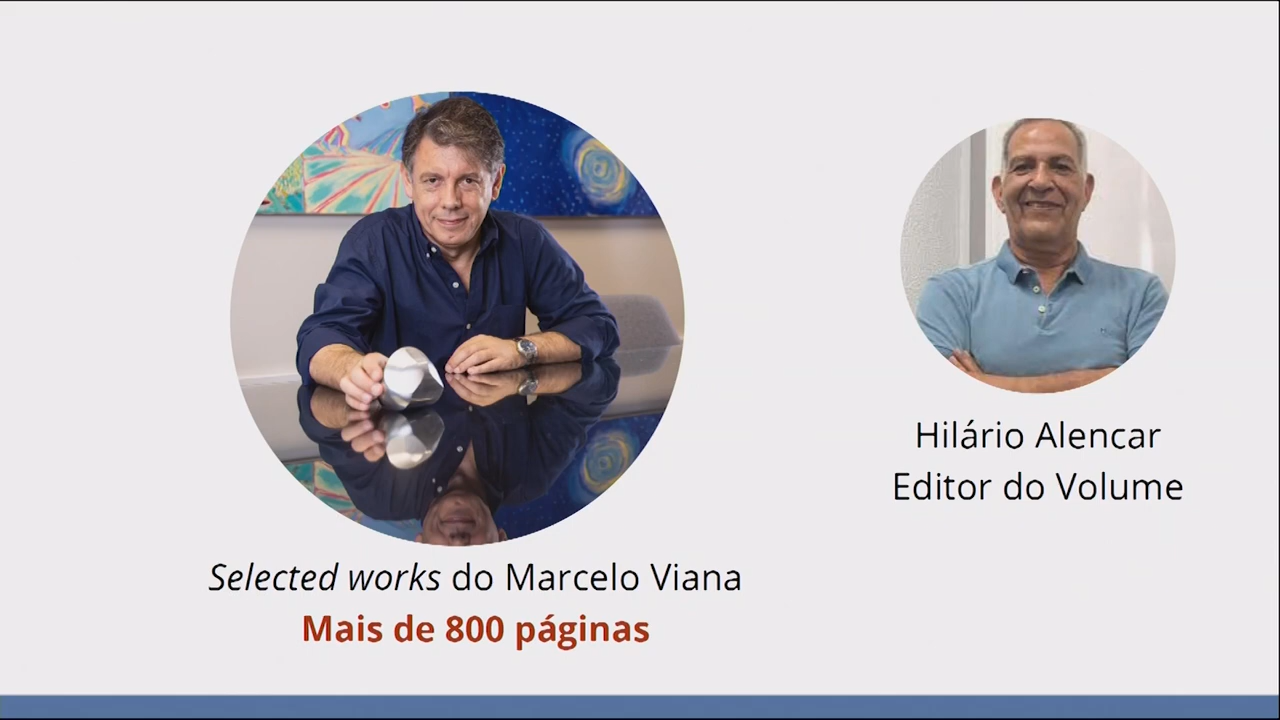 Hilário Alencar
Editor do Volume
Selected works do Marcelo Viana
Mais de 800 páginas